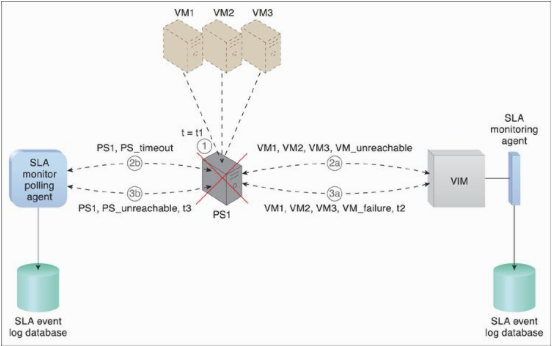 VM1 VM2 VM3
t = t1
1
SLA
monitoring
agent
PS1, PS_timeout
VM1, VM2, VM3, VM_unreachable
2b
2a
SLA
monitor
polling
agent
VIM
3b
3a
PS1, PS_unreachable, t3
VM1, VM2, VM3, VM_failure, t2
PS1
SLA event
log database
SLA event
log database